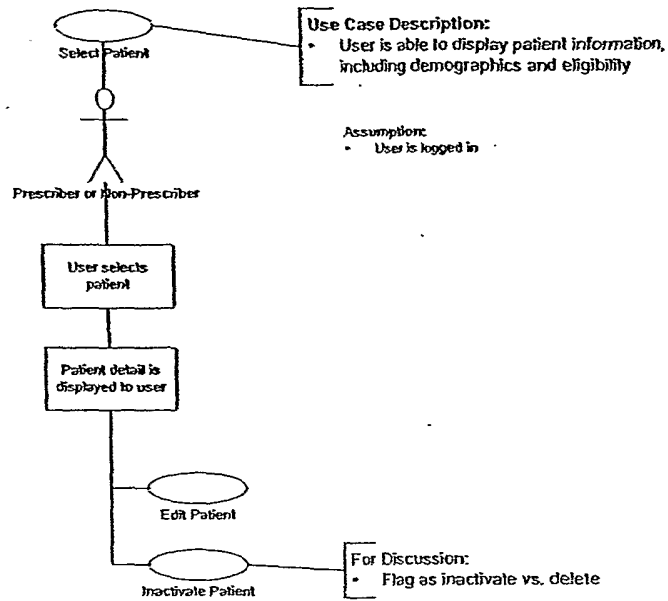 Select Patient
Use Case Description:
• User is able to display patient information,
including demographics and eligibility
Assumption:
• User is logged in
Prescriber or Non-Prescriber
User selects
patient
Patient detail is
displayed to user
Edit Patient
Inactivate Patient
For Discussion:
• Flag as inactivate vs. delete